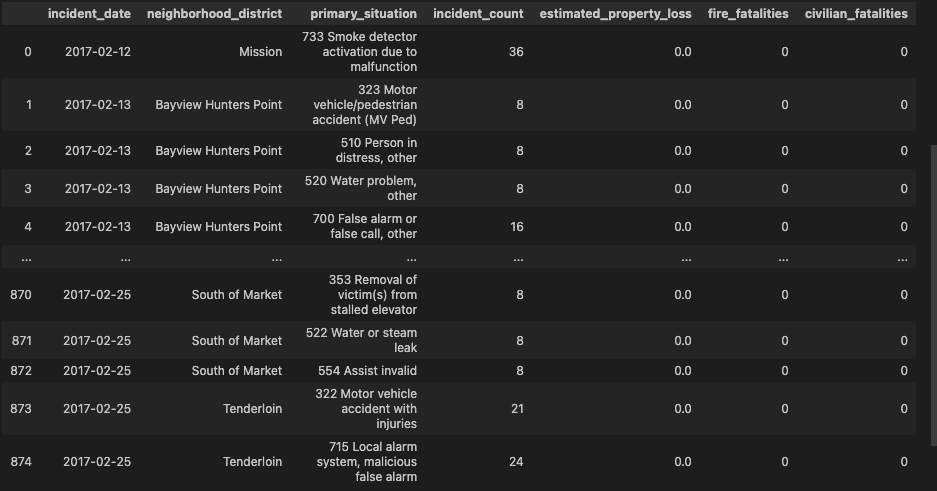 incident_date neighborhood_district primary_situation incident_count estimated_property_loss fire_fatalities civilian_fatalities
733 Smoke detector
0 2017-02-12 Mission activation due to 36 0.0 0 0
malfunction
323 Motor
1 2017-02-13 Bayview Hunters Point vehicle/pedestrian 8 0.0 0 0
accident (MV Ped)
2 2017-02-13 Bayview Hunters Point 510 Person in 8 0.0 0 0
distress, other
3 2017-02-13 Bayview Hunters Point 520 Water problem, 8 0.0 0 0
other
4 2017-02-13 Bayview Hunters Point 700 False alarm or 16 0.0 0 0
false call, other
... ... ... ... ... ... ... ...
353 Removal of
870 2017-02-25 South of Market victim(s) from 8 0.0 0 0
stalled elevator
871 2017-02-25 South of Market 522 Water or steam 8 0.0 0 0
leak
872 2017-02-25 South of Market 554 Assist invalid 8 0.0 0 0
322 Motor vehicle
873 2017-02-25 Tenderloin accident with 21 0.0 0 0
injuries
715 Local alarm
874 2017-02-25 Tenderloin system, malicious 24 0.0 0 0
false alarm